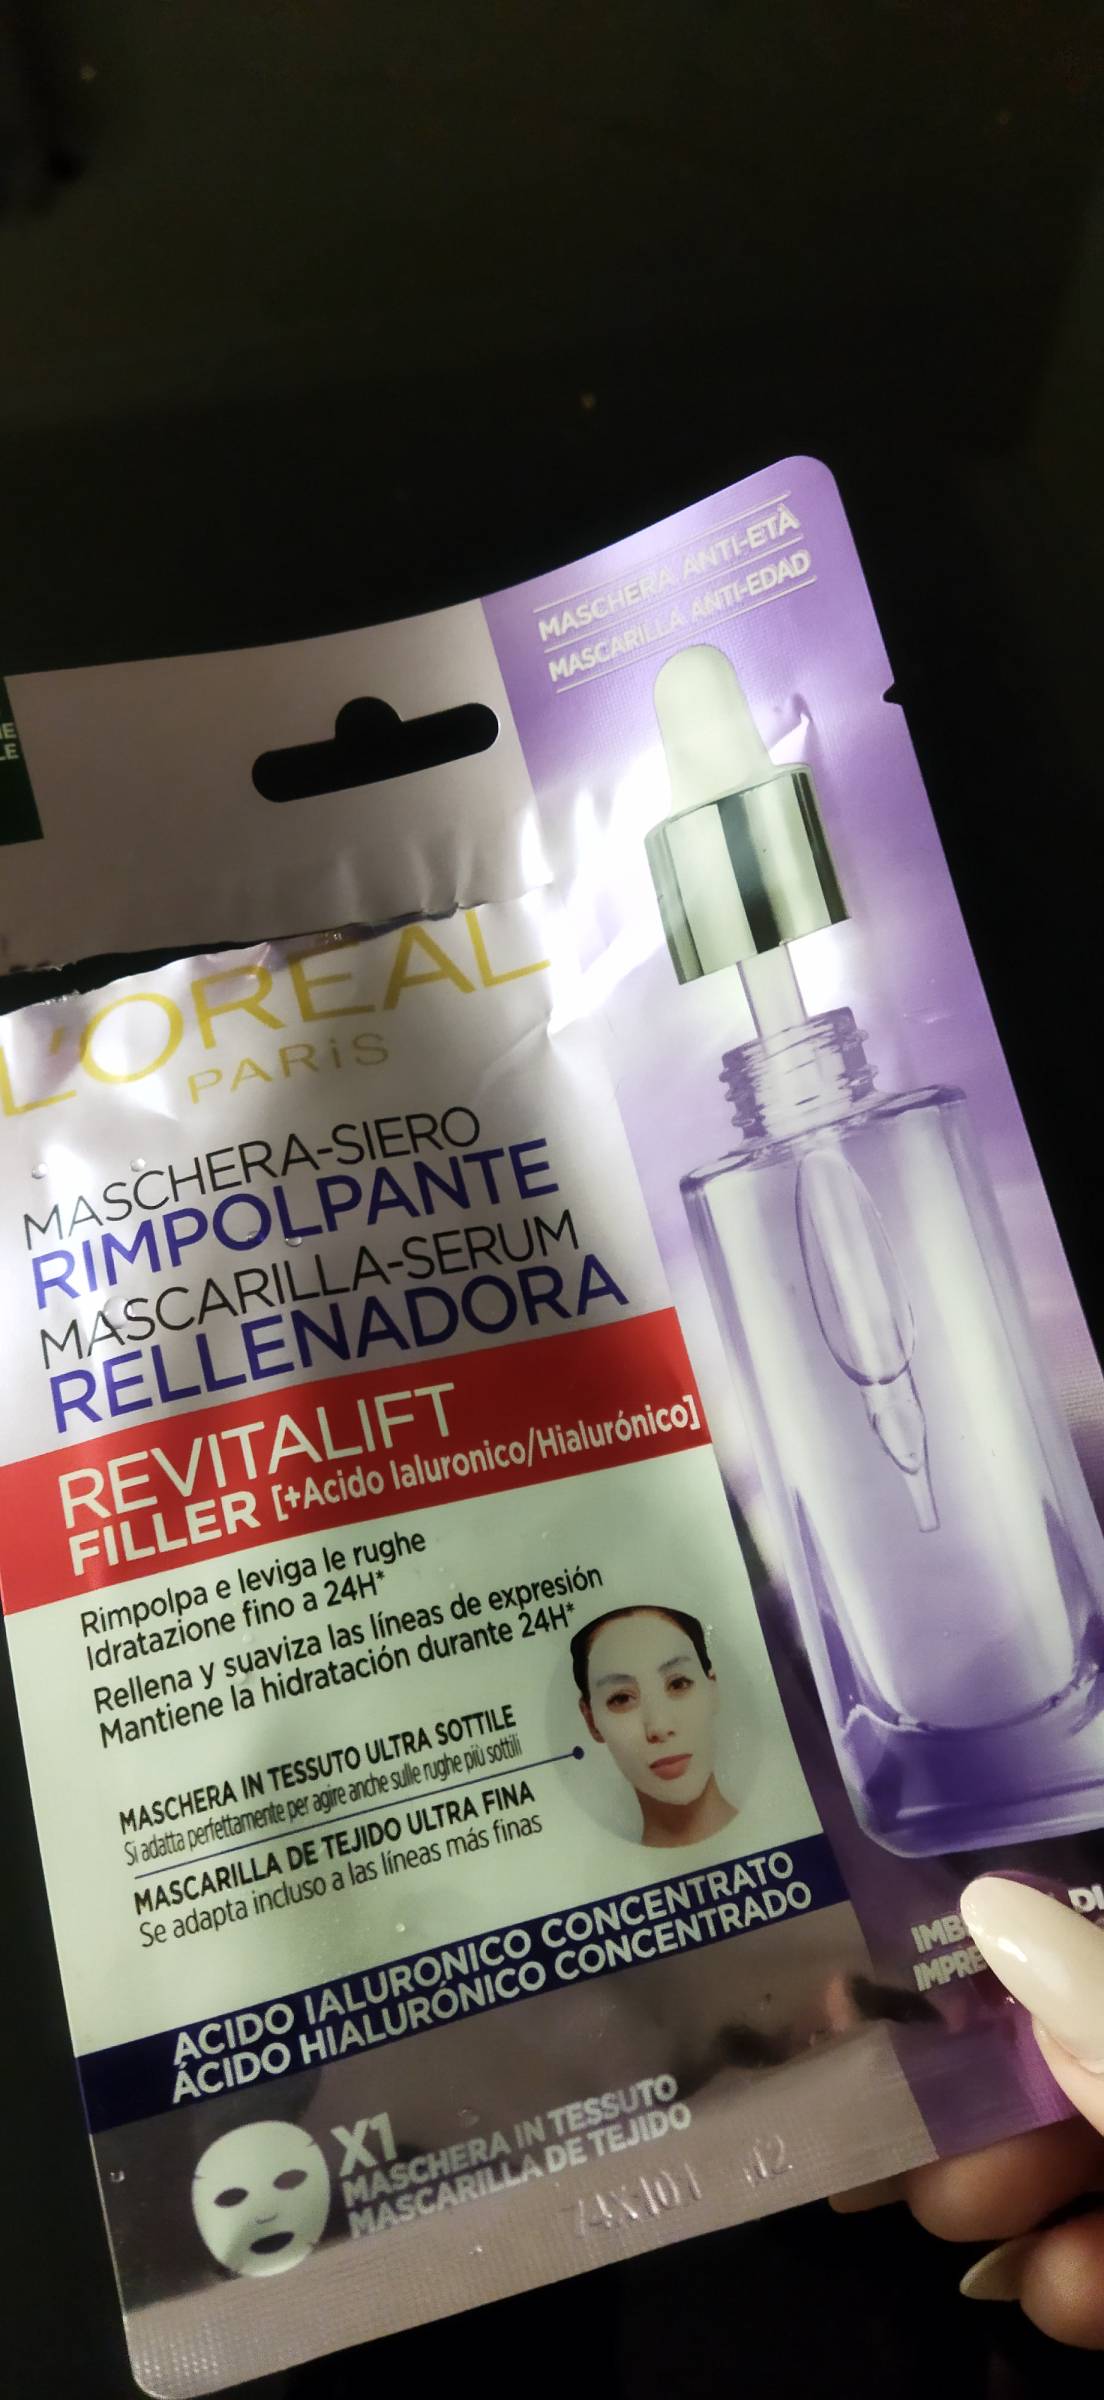 MASCHERA ANTI-ETÀ
MASCARILLA ANTI-EDAD
L'ORÉAL
PARiS
MASCHERA-SIERO
RIMPOLPANTE
MASCARILLA-SERUM
RELLENADORA
REVITALIFT
FILLER [+Acido Ialuronico/Hialurónico]
Rimpolpa e leviga le rughe
Idratazione fino a 24H*
Rellena y suaviza las líneas de expresión
Mantiene la hidratación durante 24H*
MASCHERA IN TESSUTO ULTRA SOTTILE
Si adatta perfettamente per agire anche sulle rughe più sottili
MASCARILLA DE TEJIDO ULTRA FINA
Se adapta incluso a las líneas más finas
ACIDO IALURONICO CONCENTRATO
ÁCIDO HIALURÓNICO CONCENTRADO
X1
MASCHERA IN TESSUTO
MASCARILLA DE TEJIDO